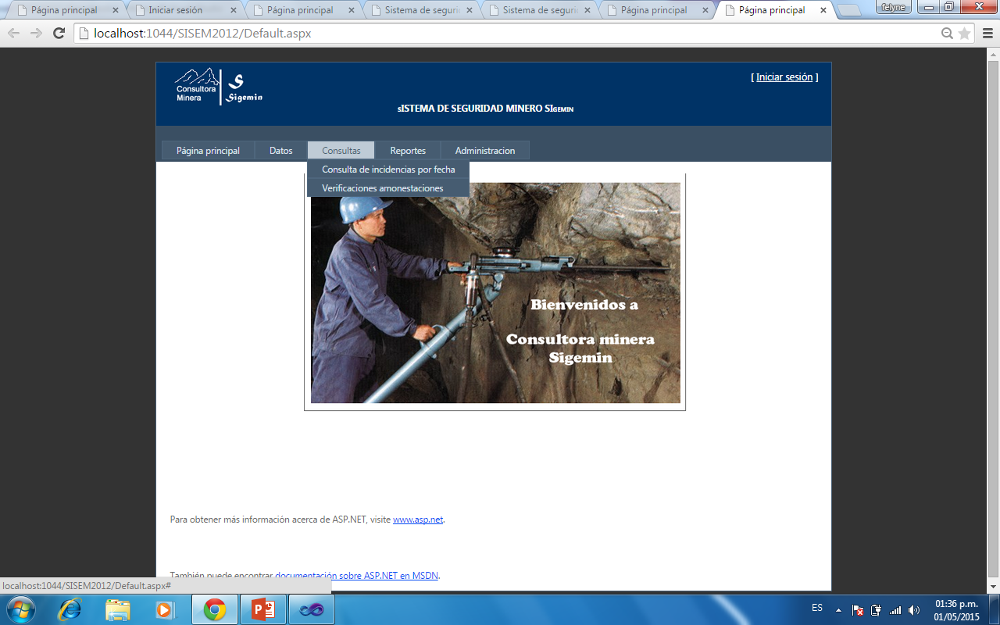 Página principal
Iniciar sesión
Página principal
Sistema de seguri
Sistema de seguri
Página principal
Página principal
felyne
localhost:1044/SISEM2012/Default.aspx
Consultora
Minera
S
Sigemin
[ Iniciar sesión ]
sISTEMA DE SEGURIDAD MINERO SIGEMIN
Página principal
Datos
Consultas
Reportes
Administracion
Consulta de incidencias por fecha
Verificaciones amonestaciones
Bienvenidos a
Consultora minera
Sigemin
Para obtener más información acerca de ASP.NET, visite www.asp.net.
También puede encontrar documentación sobre ASP.NET en MSDN.
localhost:1044/SISEM2012/Default.aspx#
ES
01:36 p.m.
01/05/2015